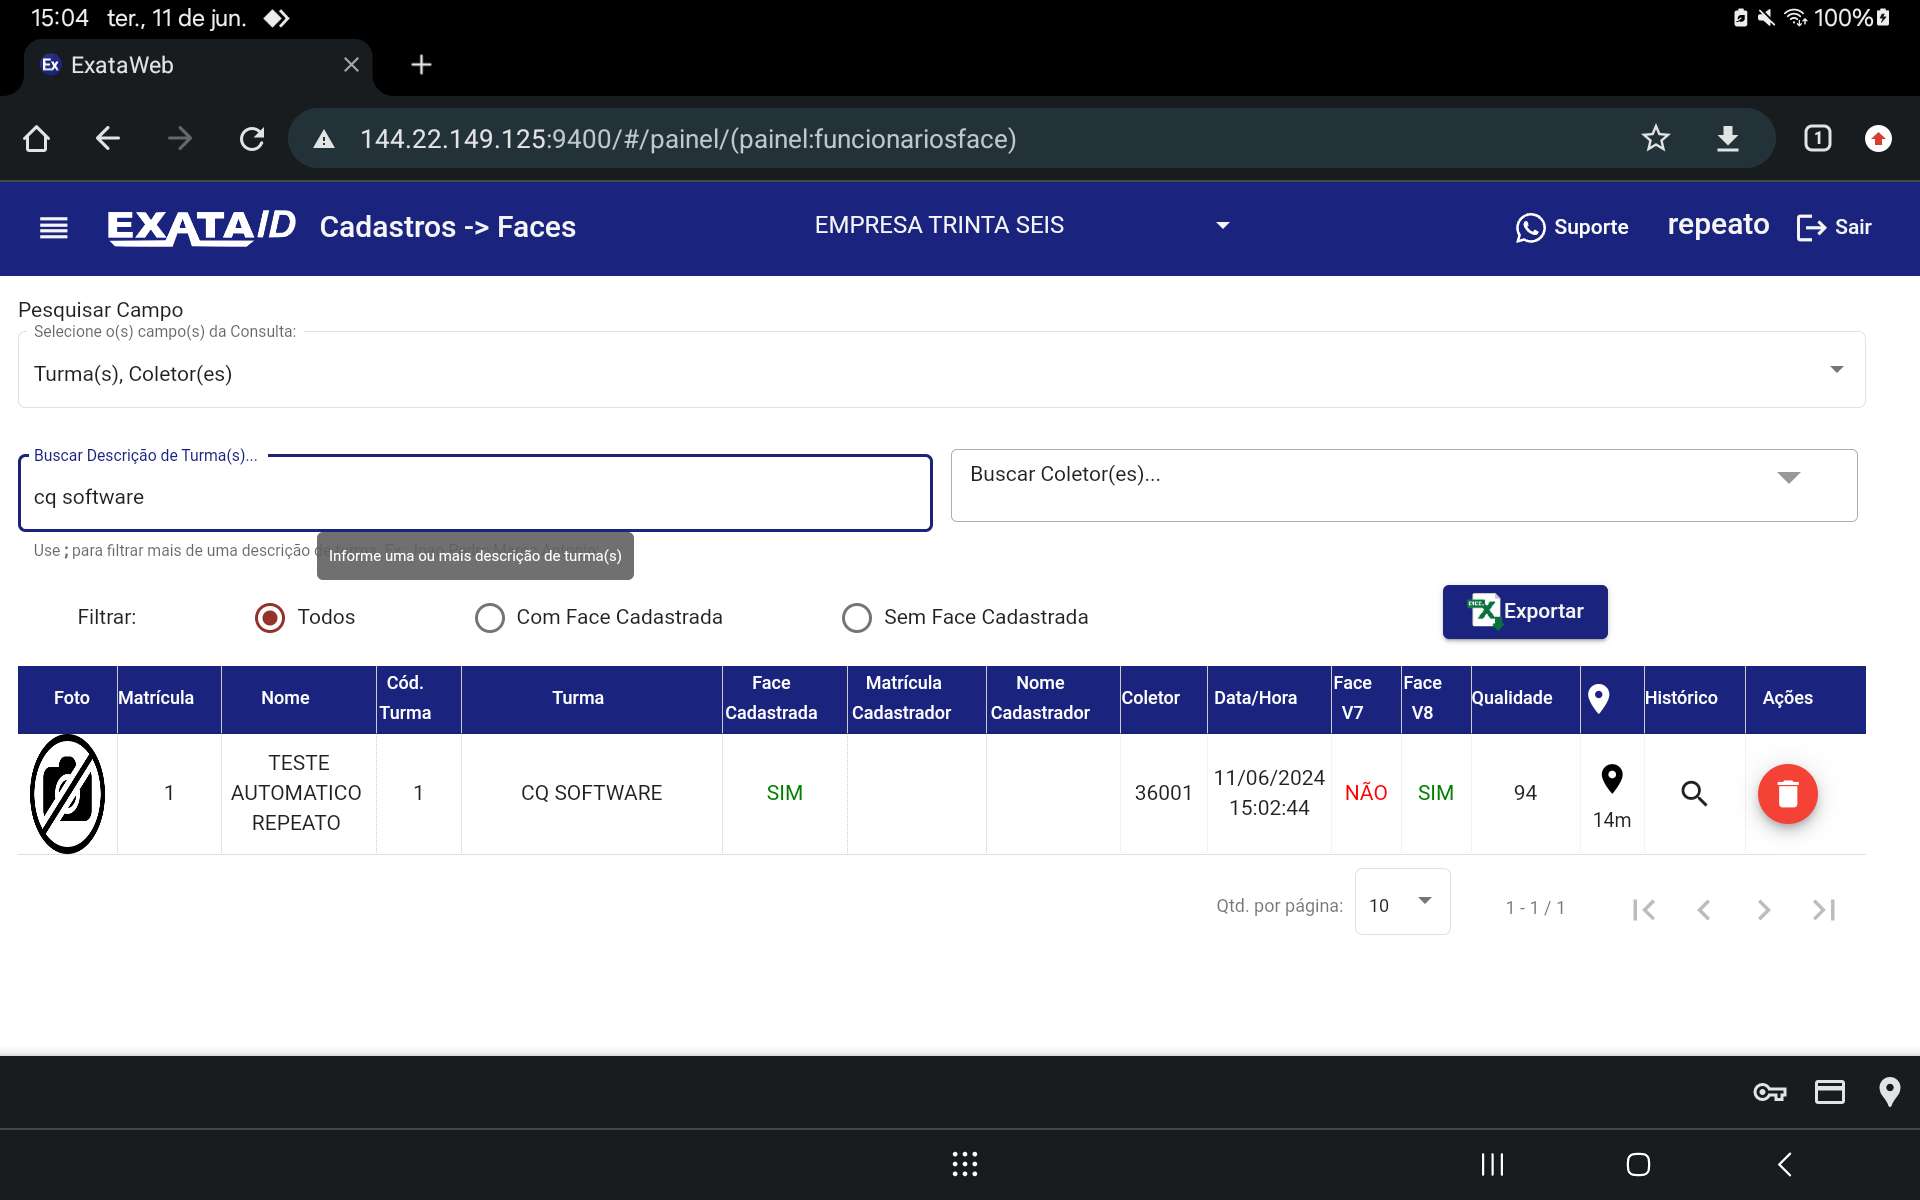 15:04 ter., 11 de jun. 100%
Ex ExataWeb
144.22.149.125:9400/#/painel/(painel:funcionariosface) 1
EXATA/ID Cadastros -> Faces EMPRESA TRINTA SEIS Suporte repeato Sair
Pesquisar Campo
Selecione o(s) campo(s) da Consulta:
Turma(s), Coletor(es)
Buscar Descrição de Turma(s)...
cq software
Buscar Coletor(es)...
Use ; para filtrar mais de uma descrição
Informe uma ou mais descrição de turma(s)
Filtrar: Todos Com Face Cadastrada Sem Face Cadastrada Exportar
Foto Matrícula Nome Cód. Turma Turma Face Cadastrada Matrícula Cadastrador Nome Cadastrador Coletor Data/Hora Face V7 Face V8 Qualidade Histórico Ações
1 TESTE AUTOMATICO REPEATO 1 CQ SOFTWARE SIM 36001 11/06/2024 15:02:44 NÃO SIM 94 14m
Qtd. por página: 10 1 - 1 / 1